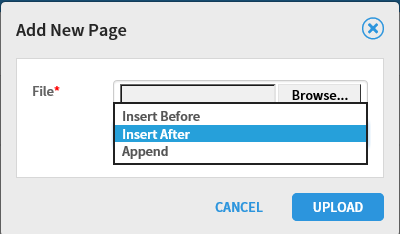 Add New Page
File*
Browse...
Insert Before
Insert After
Append
CANCEL
UPLOAD